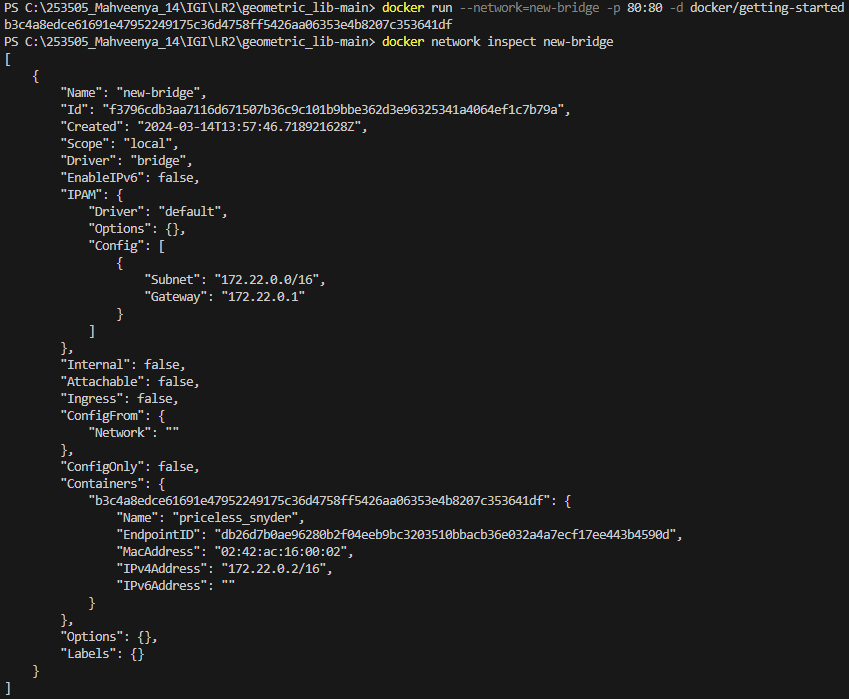 PS C:\253505_Mahveenya_14\IGI\LR2\geometric_lib-main> docker run --network=new-bridge -p 80:80 -d docker/getting-started
b3c4a8edce61691e47952249175c36d4758ff5426aa06353e4b8207c353641df
PS C:\253505_Mahveenya_14\IGI\LR2\geometric_lib-main> docker network inspect new-bridge
[
    {
        "Name": "new-bridge",
        "Id": "f3796cdb3aa7116d671507b36c9c101b9bbe362d3e96325341a4064ef1c7b79a",
        "Created": "2024-03-14T13:57:46.718921628Z",
        "Scope": "local",
        "Driver": "bridge",
        "EnableIPv6": false,
        "IPAM": {
            "Driver": "default",
            "Options": {},
            "Config": [
                {
                    "Subnet": "172.22.0.0/16",
                    "Gateway": "172.22.0.1"
                }
            ]
        },
        "Internal": false,
        "Attachable": false,
        "Ingress": false,
        "ConfigFrom": {
            "Network": ""
        },
        "ConfigOnly": false,
        "Containers": {
            "b3c4a8edce61691e47952249175c36d4758ff5426aa06353e4b8207c353641df": {
                "Name": "priceless_snyder",
                "EndpointID": "db26d7b0ae96280b2f04eeb9bc3203510bbacb36e032a4a7ecf17ee443b4590d",
                "MacAddress": "02:42:ac:16:00:02",
                "IPv4Address": "172.22.0.2/16",
                "IPv6Address": ""
            }
        },
        "Options": {},
        "Labels": {}
    }
]